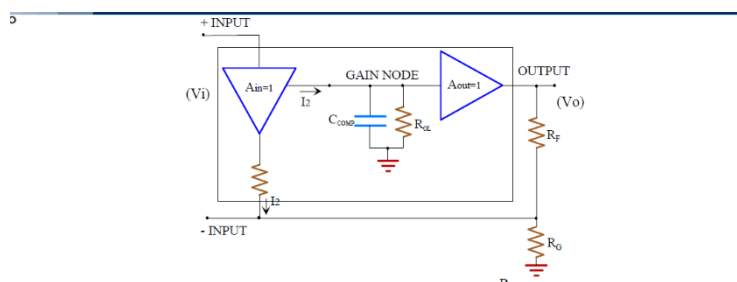 + INPUT
GAIN NODE
OUTPUT
(Vi)
Ain=1
Aout=1
(Vo)
I2
CCOMP
ROL
RF
I2
- INPUT
RG